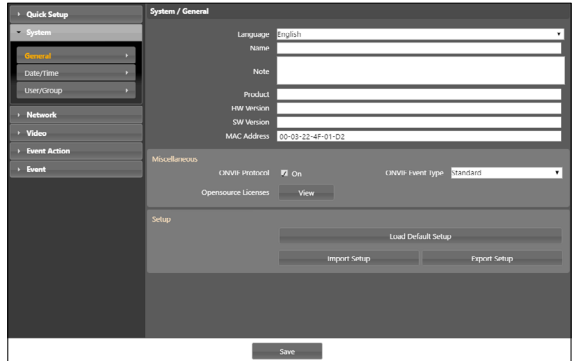 Quick Setup
System
General
Date/Time
User/Group
Network
Video
Event Action
Event
System / General
Language English
Name
Note
Product
HW Version
SW Version
MAC Address 00-03-22-4F-01-D2
Miscellaneous
ONVIF Protocol On ONVIF Event Type Standard
Opensource Licenses View
Setup
Load Default Setup
Import Setup Export Setup
Save